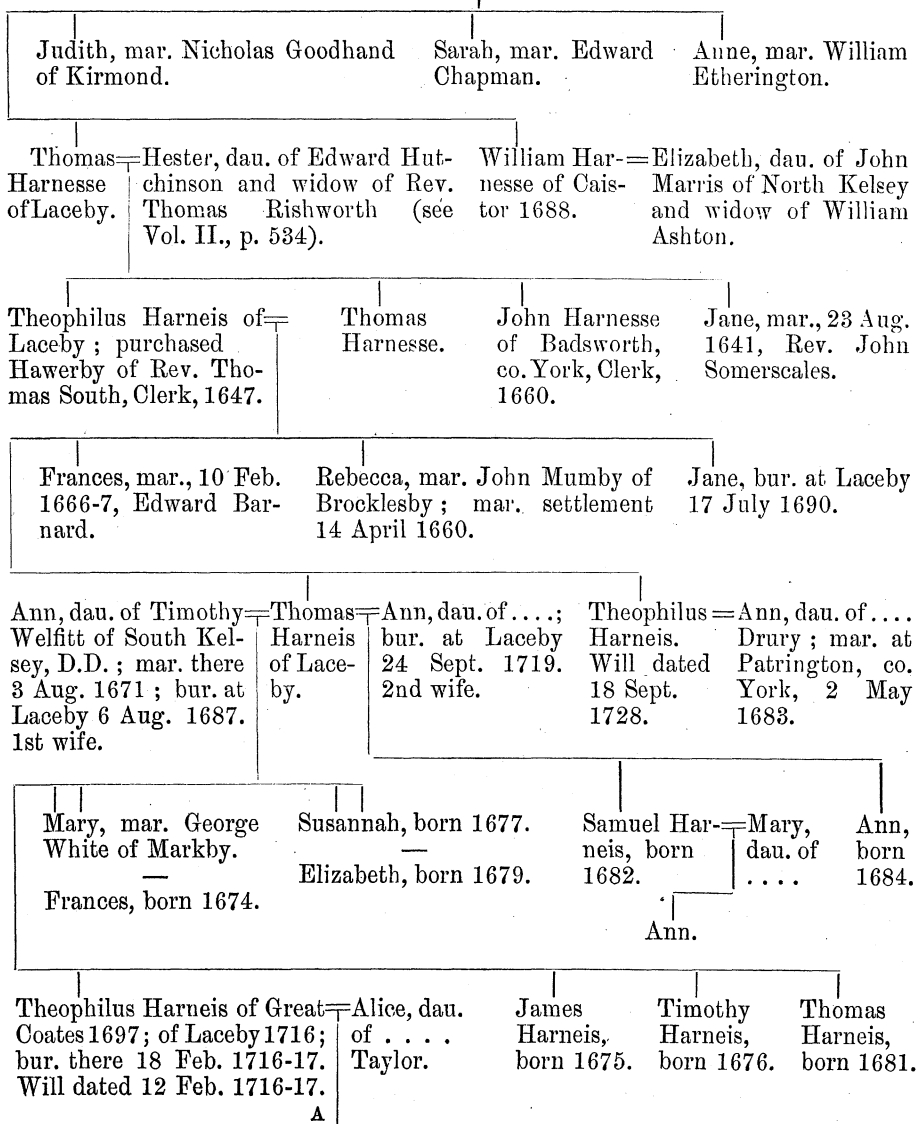 Judith, mar. Nicholas Goodhand
of Kirmond.
Sarah, mar. Edward
Chapman.
Anne, mar. William
Etherington.
Thomas
Harnesse
of Laceby.
Hester, dau. of Edward Hut-
chinson and widow of Rev.
Thomas Rishworth (see
Vol. II., p. 534).
William Har-
nesse of Cais-
tor 1688.
Elizabeth, dau. of John
Marris of North Kelsey
and widow of William
Ashton.
Theophilus Harneis of
Laceby ; purchased
Hawerby of Rev. Tho-
mas South, Clerk, 1647.
Thomas
Harnesse.
John Harnesse
of Badsworth,
co. York, Clerk,
1660.
Jane, mar., 23 Aug.
1641, Rev. John
Somerscales.
Frances, mar., 10 Feb.
1666-7, Edward Bar-
nard.
Rebecca, mar. John Mumby of
Brocklesby ; mar. settlement
14 April 1660.
Jane, bur. at Laceby
17 July 1690.
Ann, dau. of Timothy
Welfitt of South Kel-
sey, D.D. ; mar. there
3 Aug. 1671 ; bur. at
Laceby 6 Aug. 1687.
1st wife.
Thomas
Harneis
of Lace-
by.
Ann, dau. of . . . . ;
bur. at Laceby
24 Sept. 1719.
2nd wife.
Theophilus
Harneis.
Will dated
18 Sept.
1728.
Ann, dau. of . . . .
Drury ; mar. at
Patrington, co.
York, 2 May
1683.
Mary, mar. George
White of Markby.
—
Frances, born 1674.
Susannah, born 1677.
—
Elizabeth, born 1679.
Samuel Har-
neis, born
1682.
Mary,
dau. of
. . . .
Ann,
born
1684.
Ann.
Theophilus Harneis of Great
Coates 1697 ; of Laceby 1716 ;
bur. there 18 Feb. 1716-17.
Will dated 12 Feb. 1716-17.
Alice, dau.
of . . . .
Taylor.
James
Harneis,
born 1675.
Timothy
Harneis,
born 1676.
Thomas
Harneis,
born 1681.
A